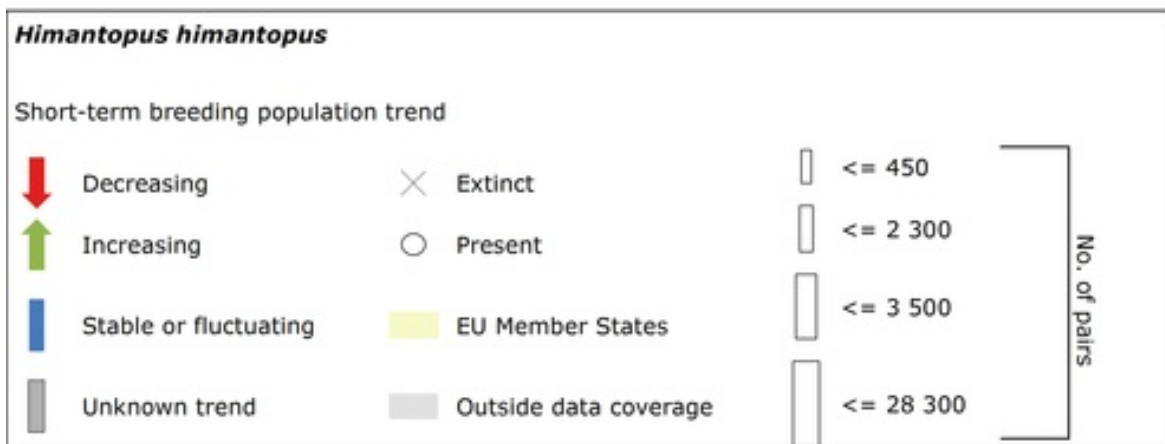 Himantopus himantopus
Short-term breeding population trend
Decreasing
Increasing
Stable or fluctuating
Unknown trend
Extinct
Present
EU Member States
Outside data coverage
<= 450
<= 2 300
<= 3 500
<= 28 300
No. of pairs